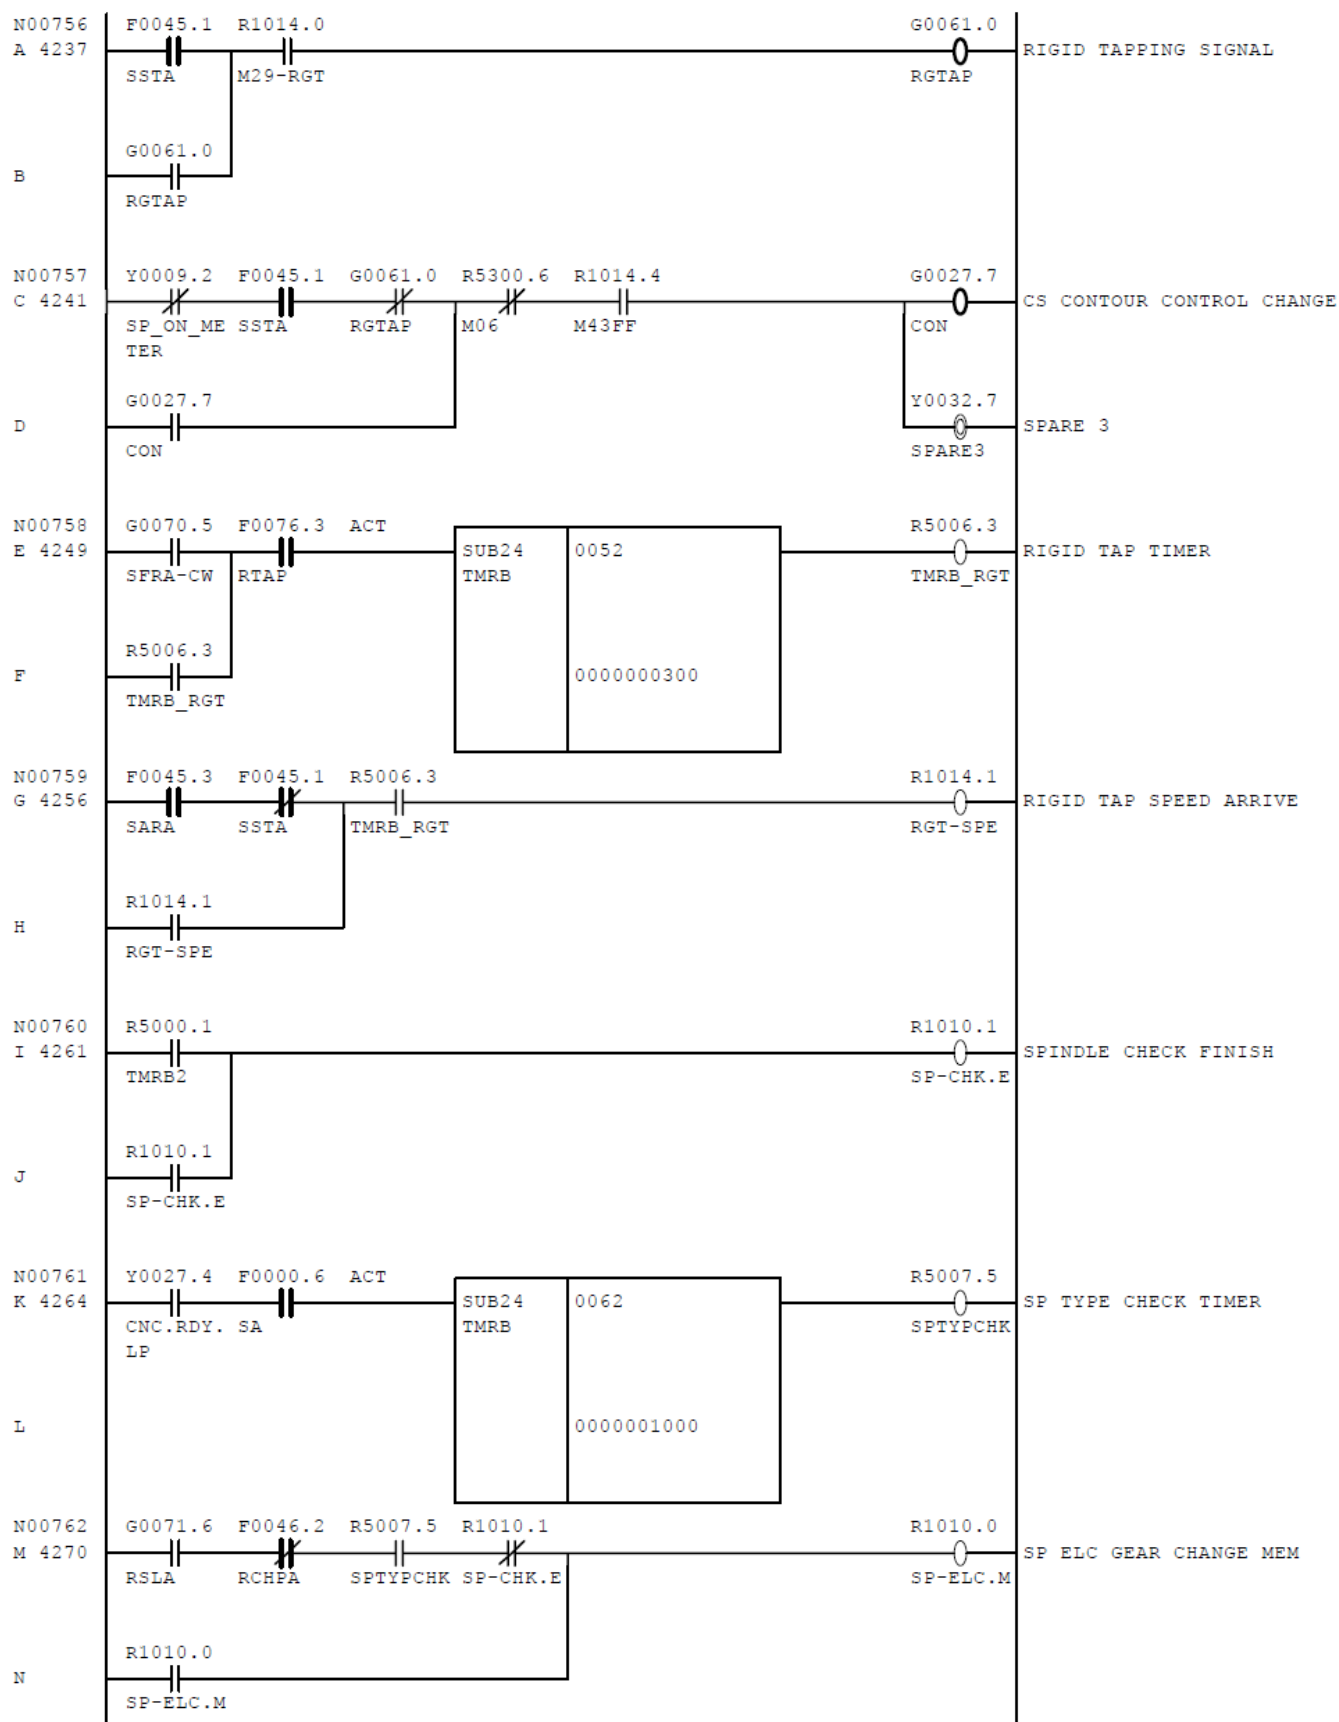 N00756 F0045.1 R1014.0 G0061.0
A 4237 RIGID TAPPING SIGNAL
SSTA M29-RGT RGTAP
G0061.0
B
RGTAP
N00757 Y0009.2 F0045.1 G0061.0 R5300.6 R1014.4 G0027.7
C 4241 CS CONTOUR CONTROL CHANGE
SP_ON_ME SSTA RGTAP M06 M43FF CON
TER
G0027.7 Y0032.7
D SPARE 3
CON SPARE3
N00758 G0070.5 F0076.3 ACT R5006.3
E 4249 SUB24 0052 RIGID TAP TIMER
SFRA-CW RTAP TMRB TMRB_RGT
R5006.3
F 0000000300
TMRB_RGT
N00759 F0045.3 F0045.1 R5006.3 R1014.1
G 4256 RIGID TAP SPEED ARRIVE
SARA SSTA TMRB_RGT RGT-SPE
R1014.1
H
RGT-SPE
N00760 R5000.1 R1010.1
I 4261 SPINDLE CHECK FINISH
TMRB2 SP-CHK.E
R1010.1
J
SP-CHK.E
N00761 Y0027.4 F0000.6 ACT R5007.5
K 4264 SUB24 0062 SP TYPE CHECK TIMER
CNC.RDY. SA TMRB SPTYPCHK
LP
L 0000001000
N00762 G0071.6 F0046.2 R5007.5 R1010.1 R1010.0
M 4270 SP ELC GEAR CHANGE MEM
RSLA RCHPA SPTYPCHK SP-CHK.E SP-ELC.M
R1010.0
N
SP-ELC.M